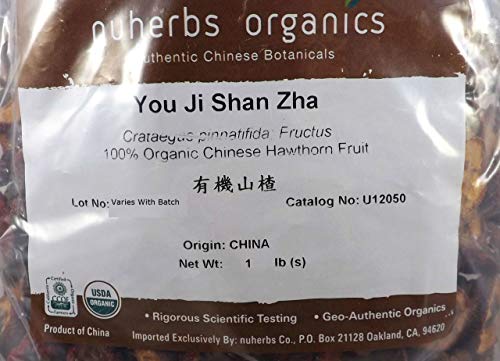 nuherbs organics
Authentic Chinese Botanicals
You Ji Shan Zha
Crataegus pinnatifida: Fructus
100% Organic Chinese Hawthorn Fruit
有機山楂
Lot No: Varies With Batch Catalog No: U12050
Origin: CHINA
Net Wt: 1 lb (s)
Certified
CCOF
USDA
ORGANIC
• Rigorous Scientific Testing • Geo-Authentic Organics
Product of China
Imported Exclusively By: nuherbs Co., P.O. Box 21128 Oakland, CA. 94620